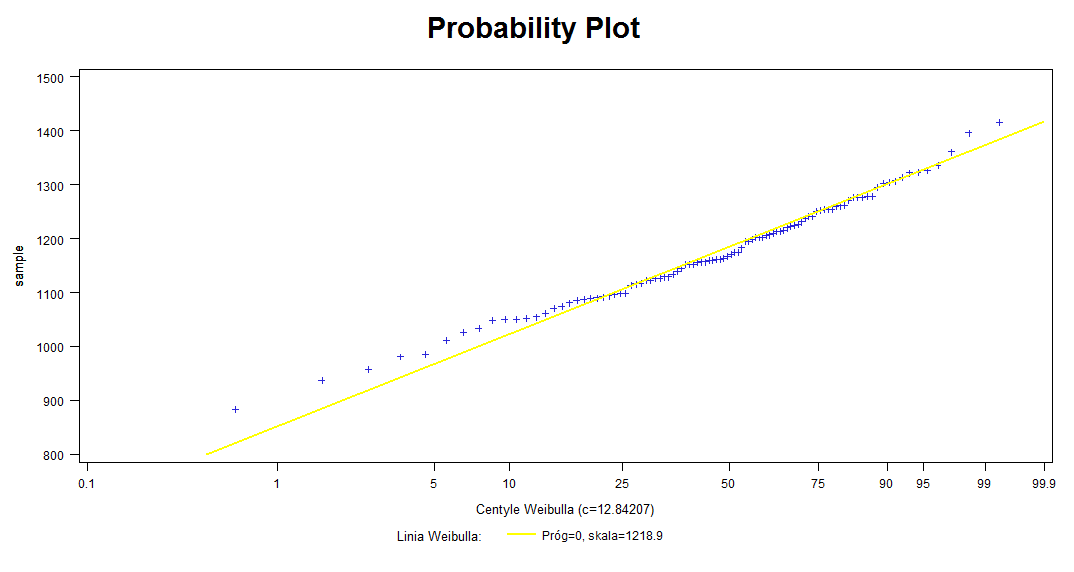 Probability Plot
1500
1400
1300
1200
1100
1000
900
800
sample
0.1 1 5 10 25 50 75 90 95 99 99.9
Centyle Weibulla (c=12.84207)
Linia Weibulla: Próg=0, skala=1218.9